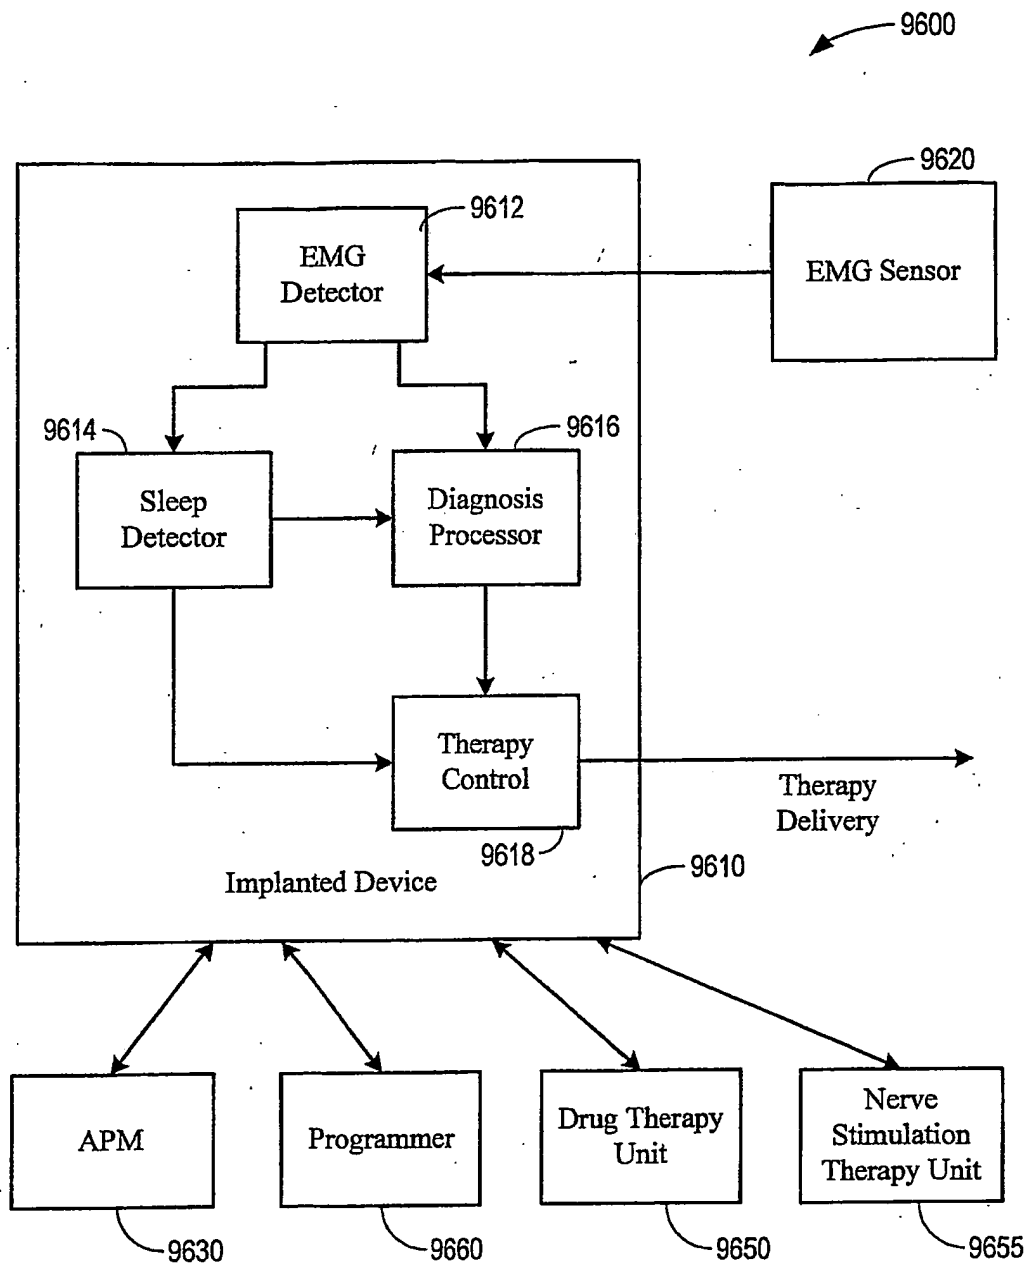 9600
9620
9612
EMG
Detector
EMG Sensor
9614
9616
Sleep
Detector
Diagnosis
Processor
Therapy
Control
Therapy
Delivery
9618
9610
Implanted Device
APM
Programmer
Drug Therapy
Unit
Nerve
Stimulation
Therapy Unit
9630
9660
9650
9655